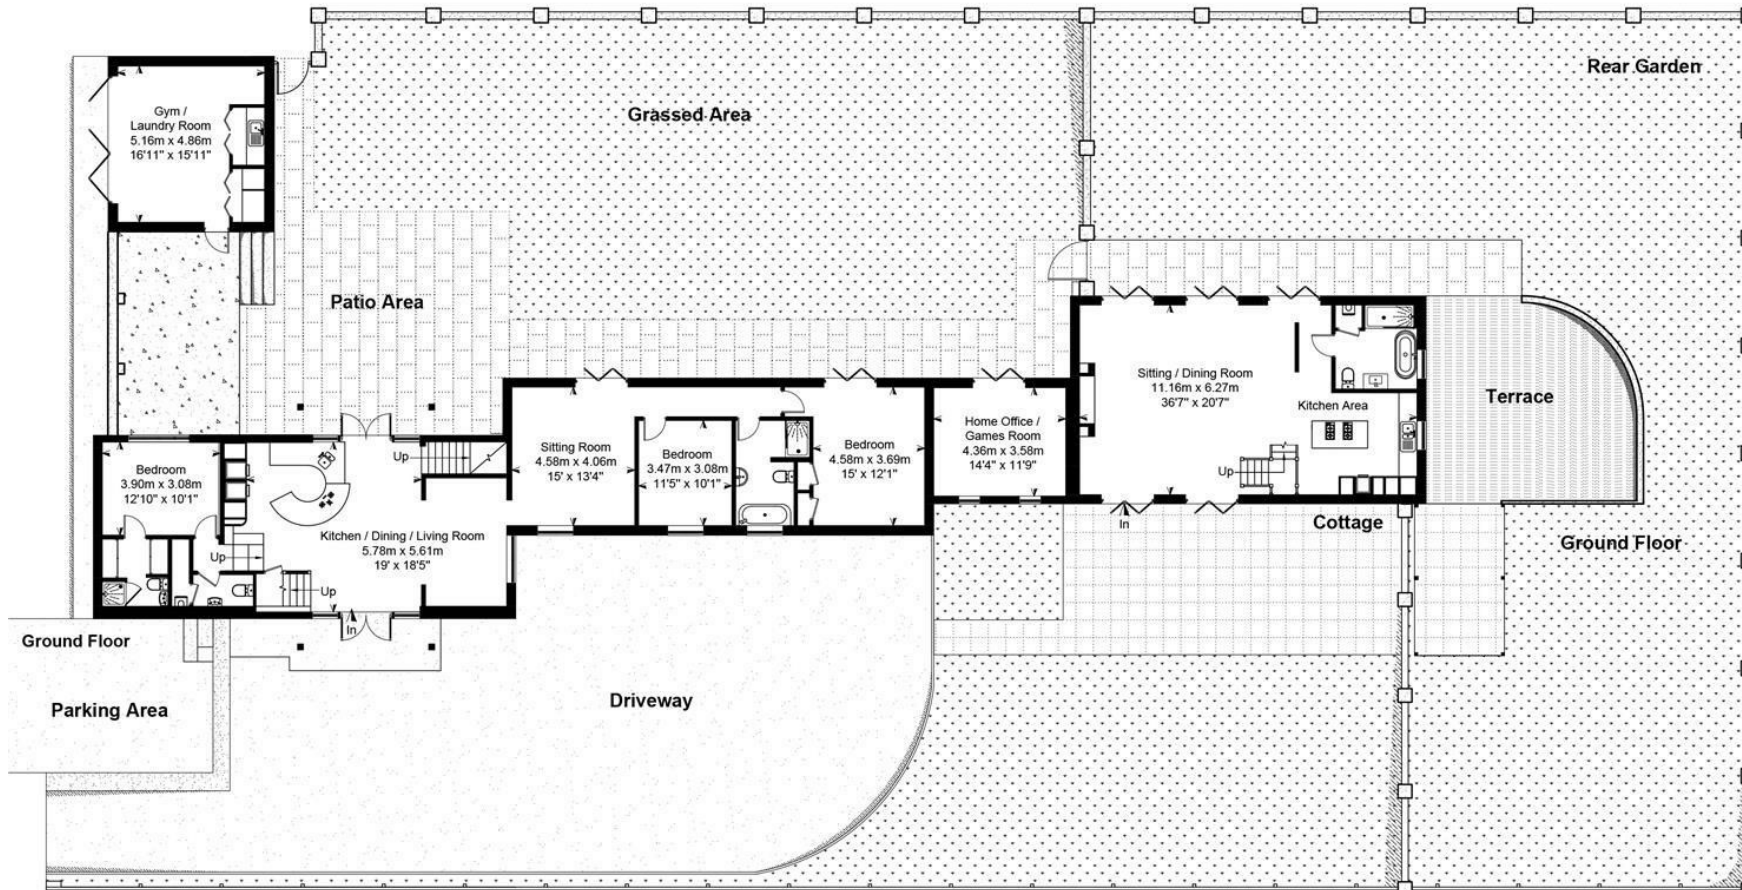 Rear Garden
Grassed Area
Gym /
Laundry Room
5.16m x 4.86m
16'11" x 15'11"
Patio Area
Sitting / Dining Room
11.16m x 6.27m
36'7" x 20'7"
Kitchen Area
Up
Terrace
Home Office /
Games Room
4.36m x 3.58m
14'4" x 11'9"
Bedroom
4.58m x 3.69m
15' x 12'1"
Bedroom
3.47m x 3.08m
11'5" x 10'1"
Sitting Room
4.58m x 4.06m
15' x 13'4"
Up
Bedroom
3.90m x 3.08m
12'10" x 10'1"
Kitchen / Dining / Living Room
5.78m x 5.61m
19' x 18'5"
Up
Up
In
In
Cottage
Ground Floor
Ground Floor
Parking Area
Driveway